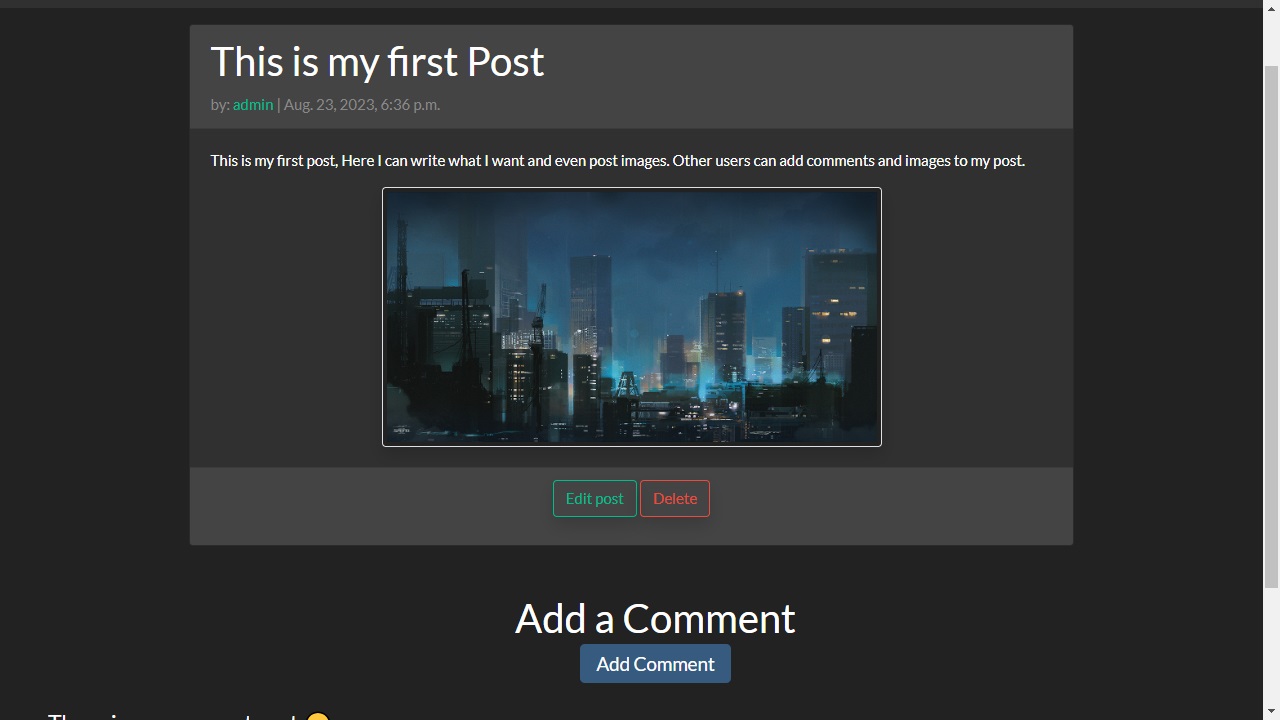 This is my first Post
by: admin | Aug. 23, 2023, 6:36 p.m.
This is my first post, Here I can write what I want and even post images. Other users can add comments and images to my post.
Edit post
Delete
Add a Comment
Add Comment